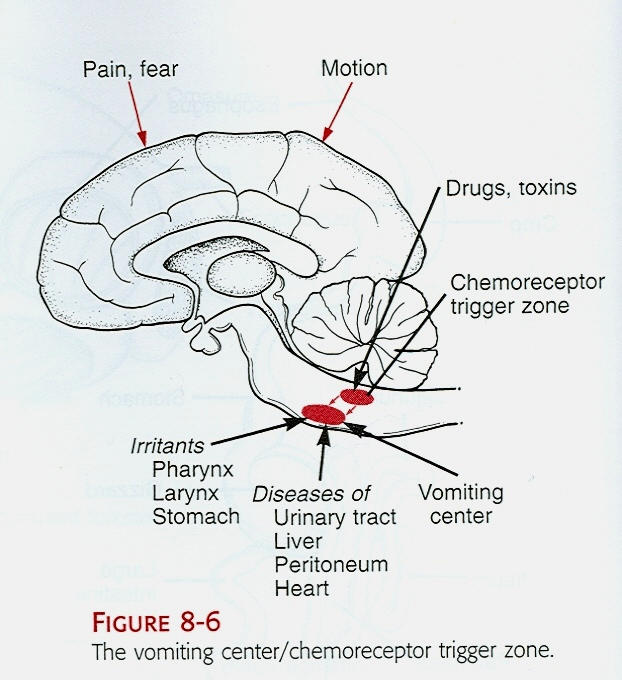 Pain, fear
Motion
Drugs, toxins
Chemoreceptor
trigger zone
Irritants
Pharynx
Larynx
Stomach
Diseases of
Urinary tract
Liver
Peritoneum
Heart
Vomiting
center
FIGURE 8-6
The vomiting center/chemoreceptor trigger zone.